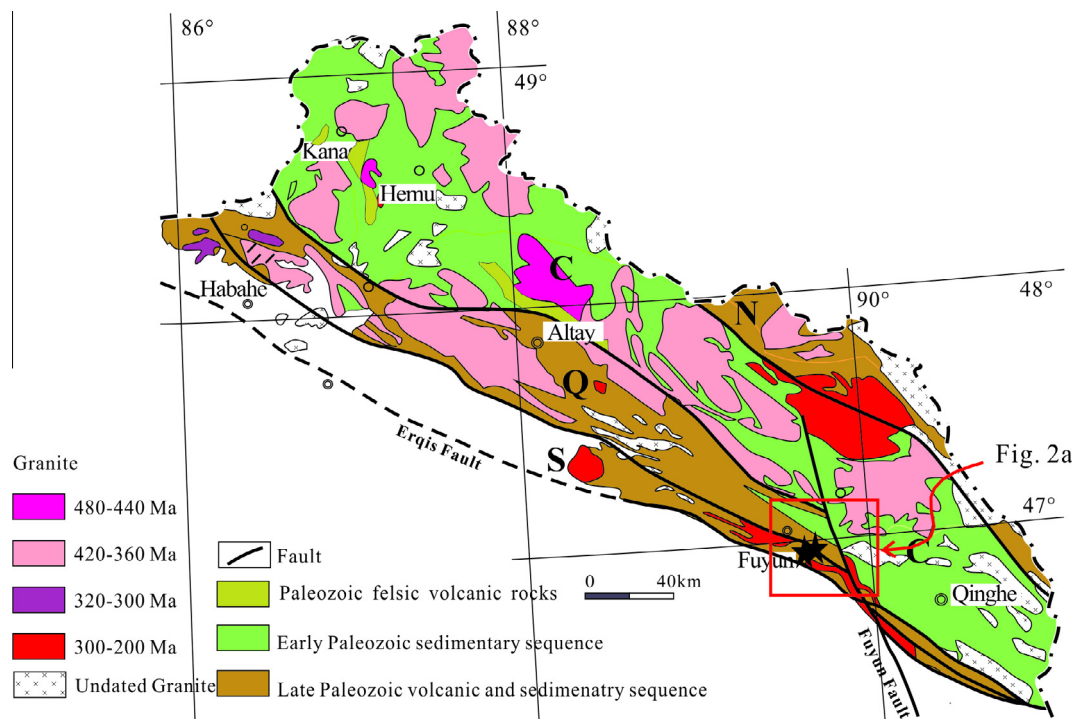 86°
88°
49°
Kana
Hemu
C
Habahe
Altay
N
90°
48°
Q
Erqis Fault
S
Fig. 2a
47°
Fuyun
C
Qinghe
Fuyun Fault
0 40km
Granite
480-440 Ma
420-360 Ma
320-300 Ma
300-200 Ma
Undated Granite
Fault
Paleozoic felsic volcanic rocks
Early Paleozoic sedimentary sequence
Late Paleozoic volcanic and sedimenatry sequence